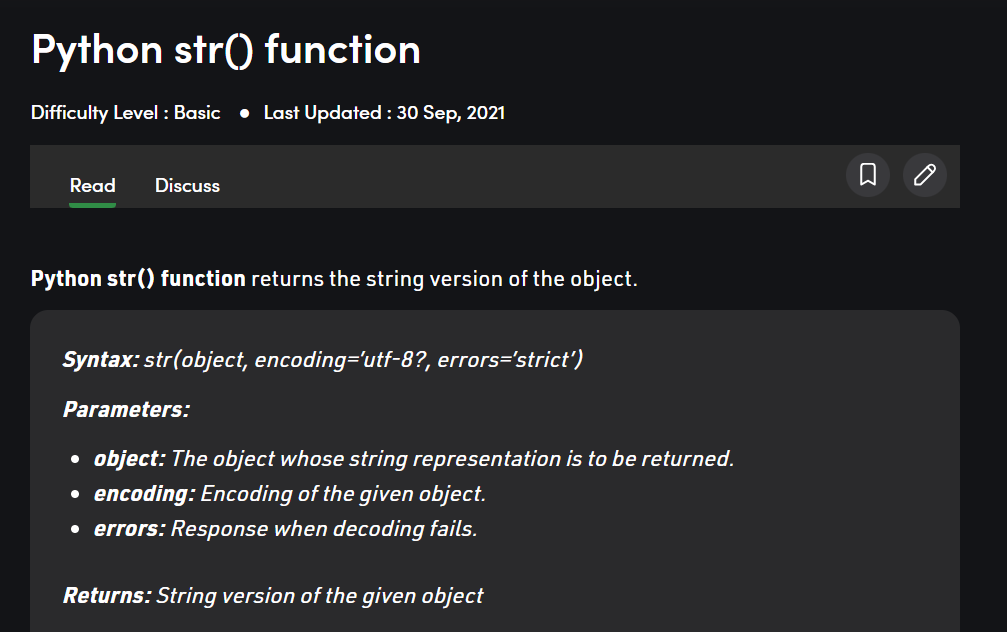 Python str() function
Difficulty Level : Basic ● Last Updated : 30 Sep, 2021
Read Discuss
Python str() function returns the string version of the object.
Syntax: str(object, encoding=’utf-8?, errors=’strict’)
Parameters:
• object: The object whose string representation is to be returned.
• encoding: Encoding of the given object.
• errors: Response when decoding fails.
Returns: String version of the given object